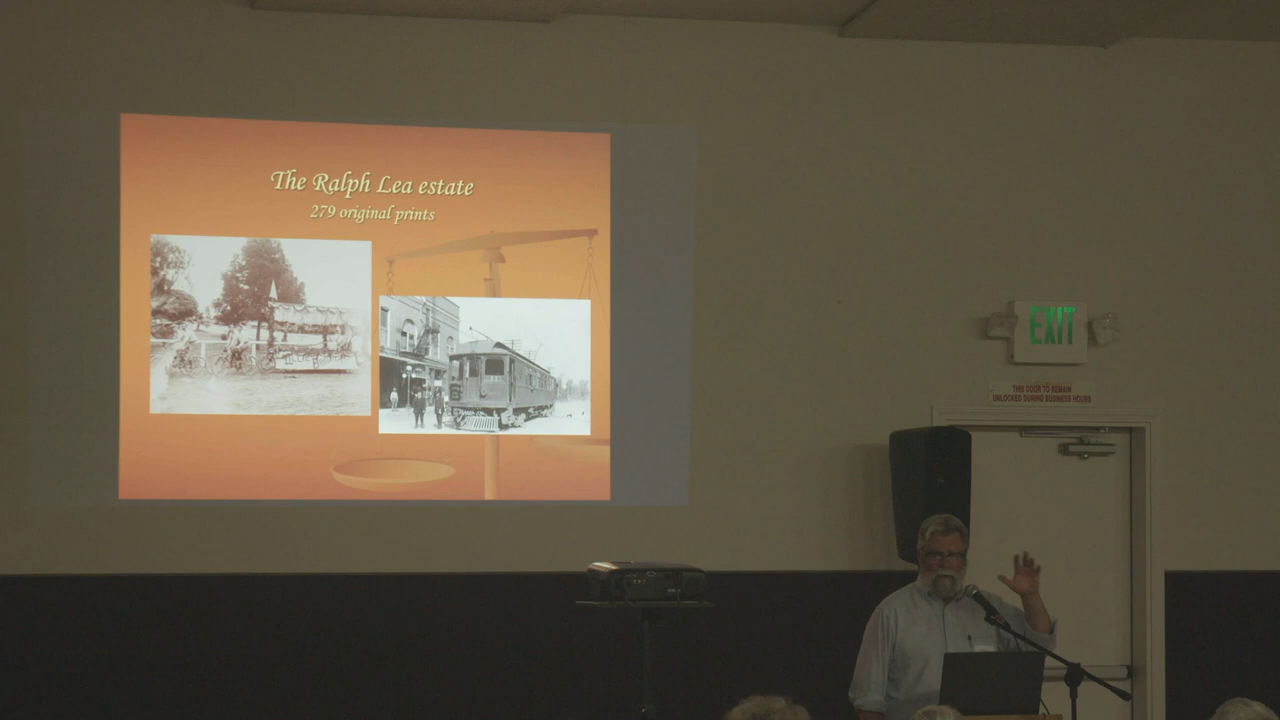 The Ralph Lea estate
279 original prints
EXIT
THIS DOOR TO REMAIN
UNLOCKED DURING BUSINESS HOURS